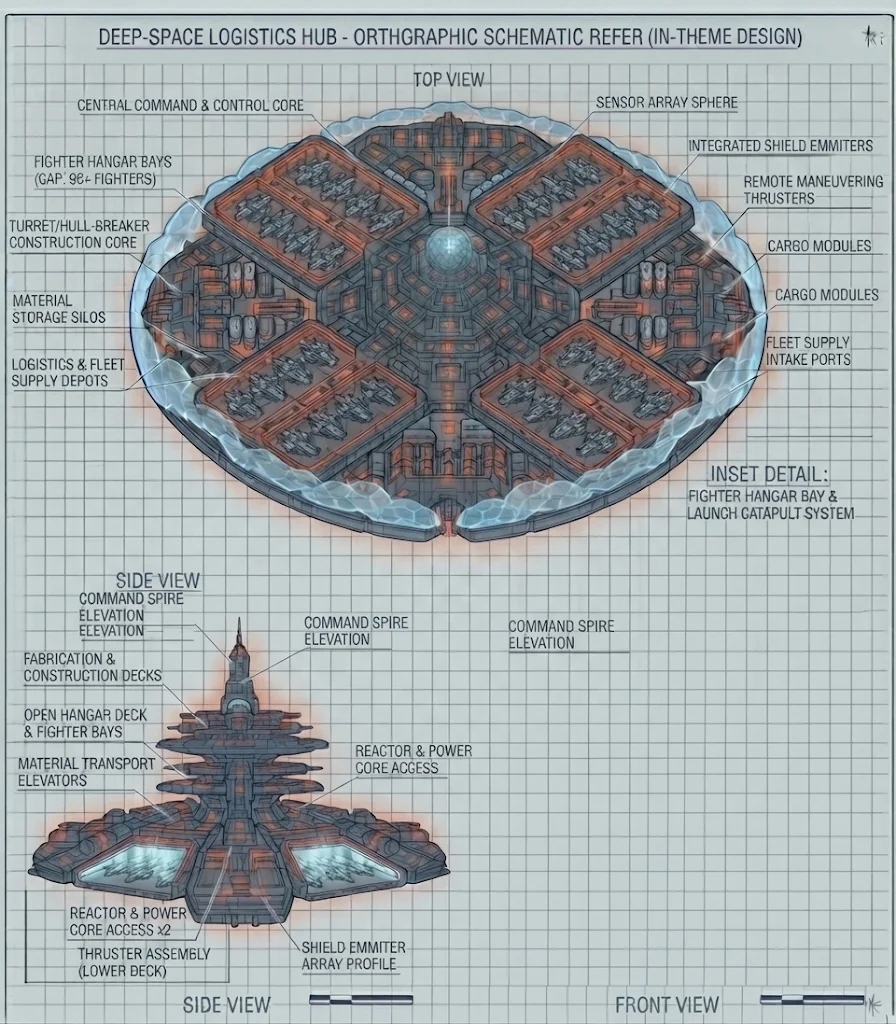 DEEP-SPACE LOGISTICS HUB - ORTHGRAPHIC SCHEMATIC REFER (IN-THEME DESIGN)
TOP VIEW
CENTRAL COMMAND & CONTROL CORE
SENSOR ARRAY SPHERE
FIGHTER HANGAR BAYS
(CAP. 96+ FIGHTERS)
INTEGRATED SHIELD EMMITERS
REMOTE MANEUVERING
THRUSTERS
TURRET/HULL-BREAKER
CONSTRUCTION CORE
CARGO MODULES
MATERIAL
STORAGE SILOS
CARGO MODULES
LOGISTICS & FLEET
SUPPLY DEPOTS
FLEET SUPPLY
INTAKE PORTS
INSET DETAIL:
FIGHTER HANGAR BAY &
LAUNCH CATAPULT SYSTEM
SIDE VIEW
COMMAND SPIRE
ELEVATION
ELEVATION
COMMAND SPIRE
ELEVATION
COMMAND SPIRE
ELEVATION
FABRICATION &
CONSTRUCTION DECKS
OPEN HANGAR DECK
& FIGHTER BAYS
MATERIAL TRANSPORT
ELEVATORS
REACTOR & POWER
CORE ACCESS
REACTOR & POWER
CORE ACCESS x2
THRUSTER ASSEMBLY
(LOWER DECK)
SHIELD EMMITER
ARRAY PROFILE
SIDE VIEW
FRONT VIEW